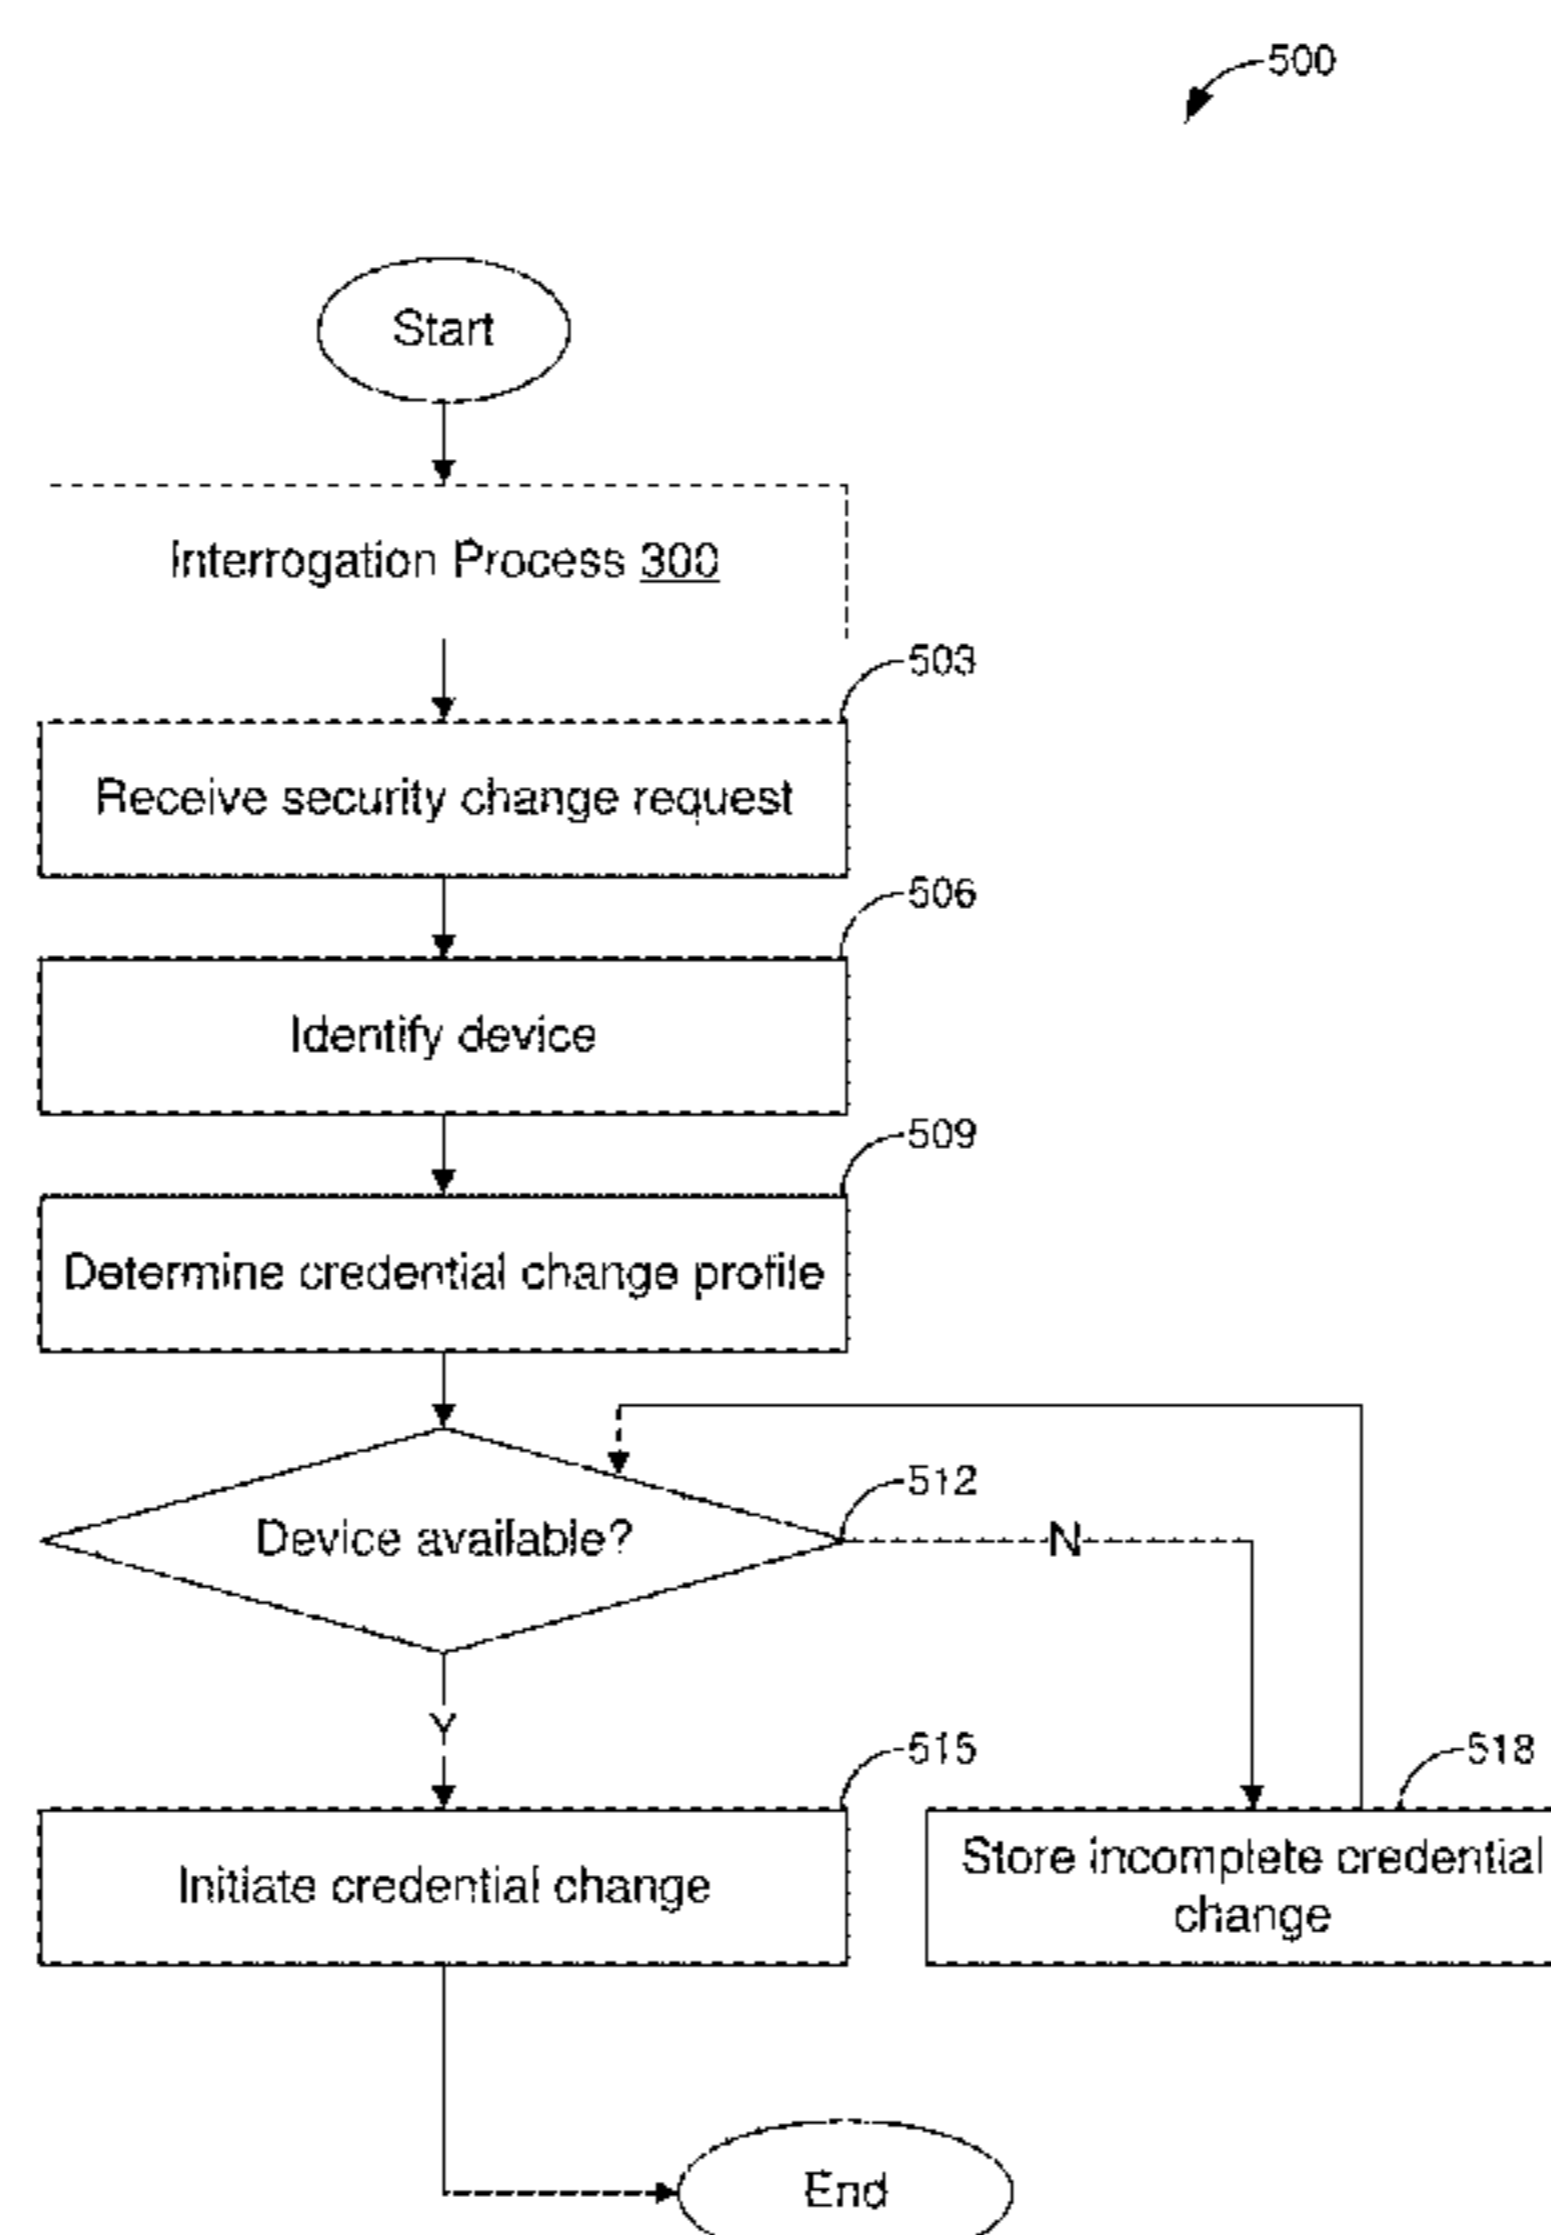 500
Start
Interrogation Process 300
503
Receive security change request
506
Identify device
509
Determine credential change profile
512
Device available?
N
Y
515
Initiate credential change
518
Store incomplete credential
change
End